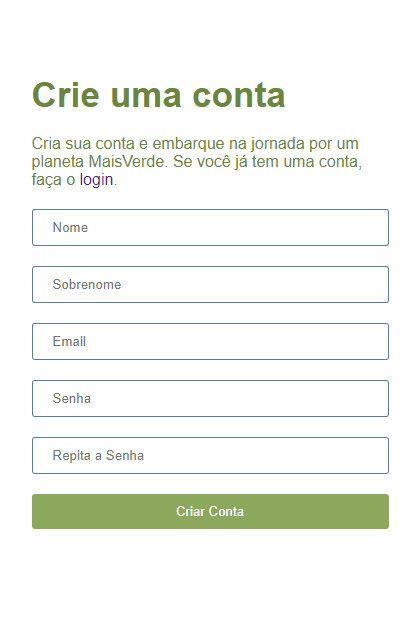 Crie uma conta
Cria sua conta e embarque na jornada por um
planeta MaisVerde. Se você já tem uma conta,
faça o login.
Nome
Sobrenome
Email
Senha
Repita a Senha
Criar Conta